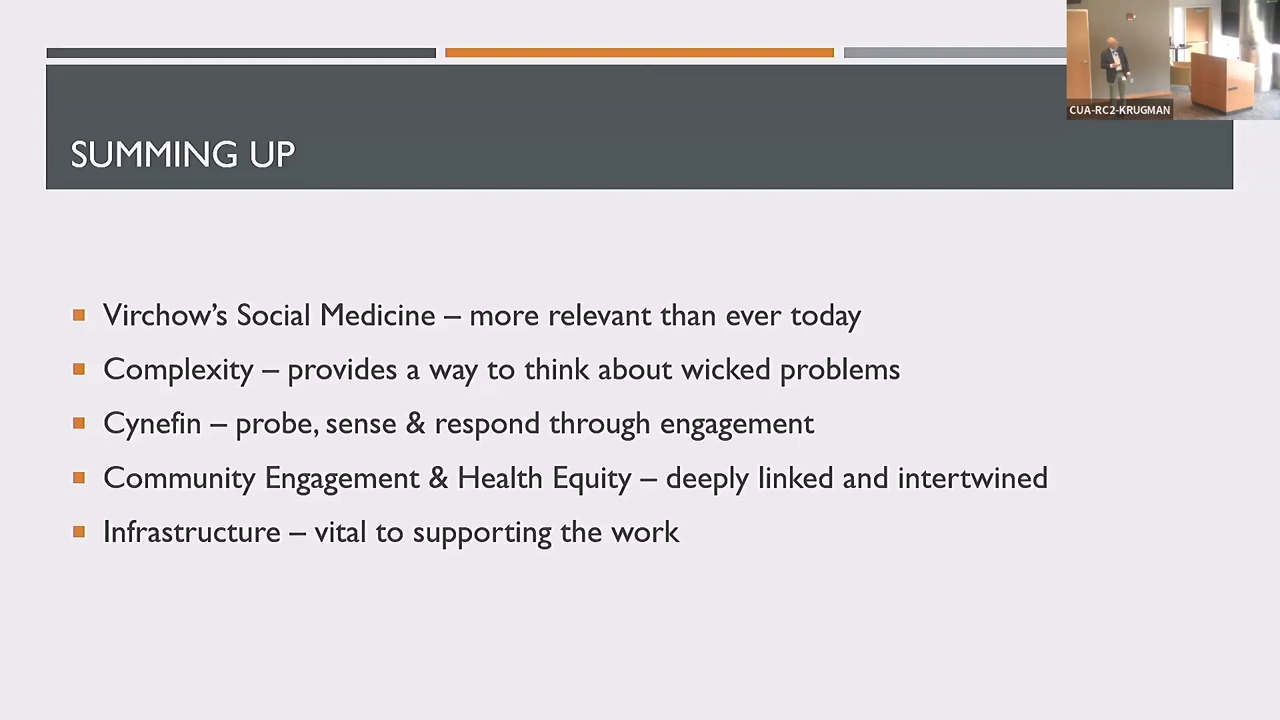 CUA-RC2-KRUGMAN
SUMMING UP
Virchow’s Social Medicine – more relevant than ever today
Complexity – provides a way to think about wicked problems
Cynefin – probe, sense & respond through engagement
Community Engagement & Health Equity – deeply linked and intertwined
Infrastructure – vital to supporting the work